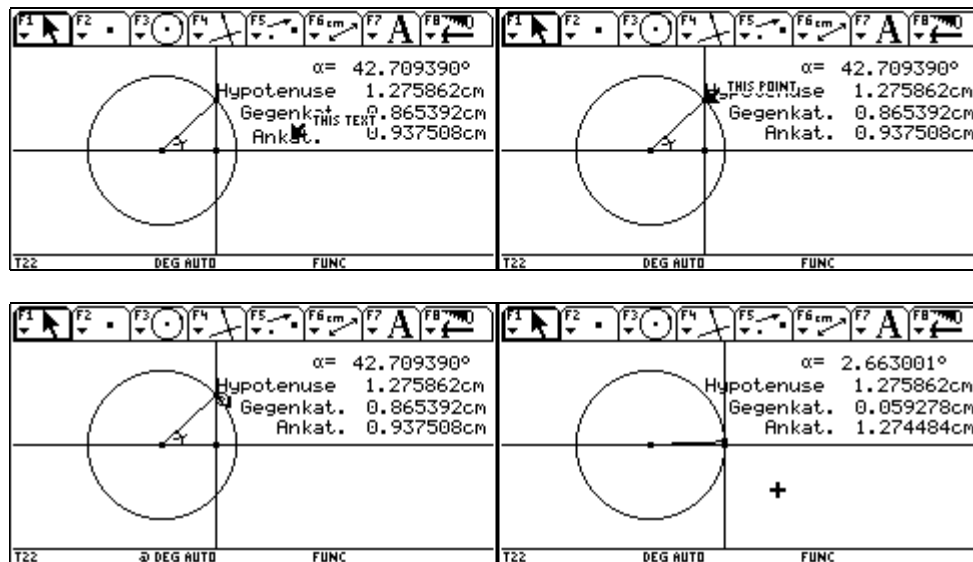 F1 F2 F3 F4 F5 F6 cm F7 A F8
α= 42.709390°
Hypotenuse 1.275862cm
Gegenkat. 0.865392cm
THIS TEXT
Ankat. 0.937508cm
T22 DEG AUTO FUNC
F1 F2 F3 F4 F5 F6 cm F7 A F8
α= 42.709390°
THIS POINT
Hypotenuse 1.275862cm
Gegenkat. 0.865392cm
Ankat. 0.937508cm
T22 DEG AUTO FUNC
F1 F2 F3 F4 F5 F6 cm F7 A F8
α= 42.709390°
Hypotenuse 1.275862cm
Gegenkat. 0.865392cm
Ankat. 0.937508cm
T22 DEG AUTO FUNC
F1 F2 F3 F4 F5 F6 cm F7 A F8
α= 2.663001°
Hypotenuse 1.275862cm
Gegenkat. 0.059278cm
Ankat. 1.274484cm
T22 DEG AUTO FUNC